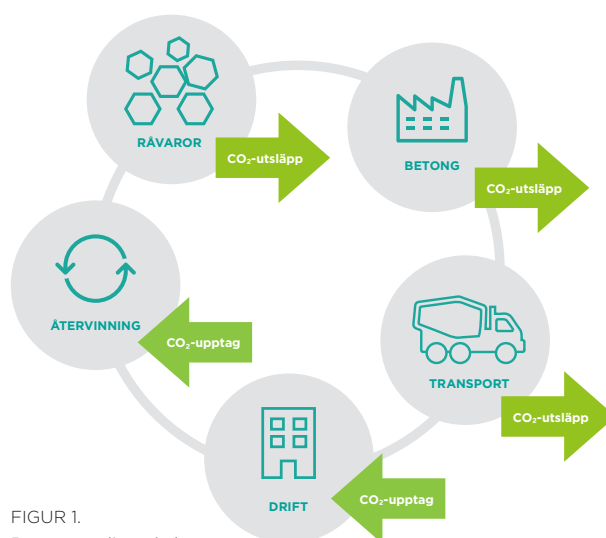 RÅVAROR
CO₂-utsläpp
BETONG
CO₂-utsläpp
TRANSPORT
CO₂-utsläpp
DRIFT
CO₂-upptag
ÅTERVINNING
CO₂-upptag
FIGUR 1.